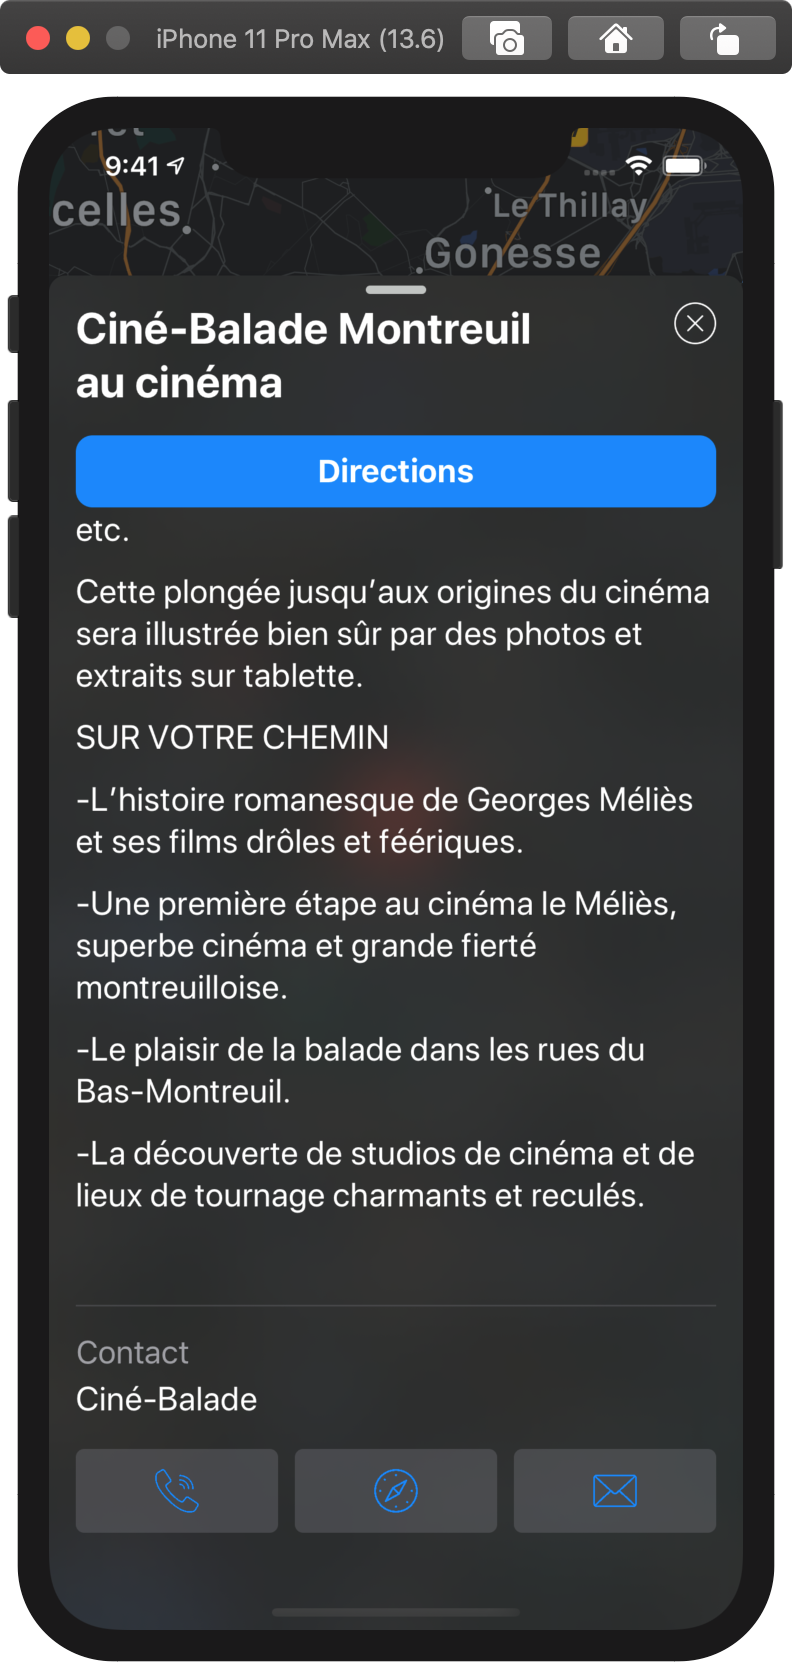 iPhone 11 Pro Max (13.6)
9:41
celles
Le Thillay
Gonesse
Ciné-Balade Montreuil
au cinéma
Directions
etc.
Cette plongée jusqu’aux origines du cinéma
sera illustrée bien sûr par des photos et
extraits sur tablette.
SUR VOTRE CHEMIN
-L’histoire romanesque de Georges Méliès
et ses films drôles et féériques.
-Une première étape au cinéma le Méliès,
superbe cinéma et grande fierté
montreuilloise.
-Le plaisir de la balade dans les rues du
Bas-Montreuil.
-La découverte de studios de cinéma et de
lieux de tournage charmants et reculés.
Contact
Ciné-Balade